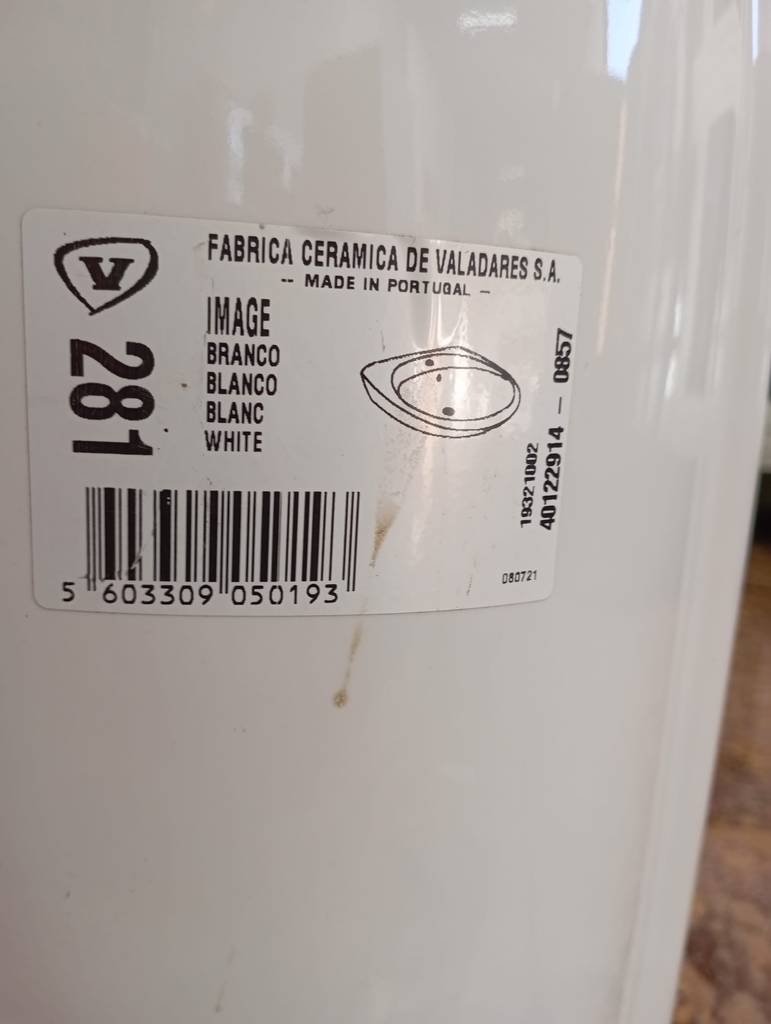 V
FABRICA CERAMICA DE VALADARES S.A.
-- MADE IN PORTUGAL --
281
IMAGE
BRANCO
BLANCO
BLANC
WHITE
19321002
40122914 - 0857
080721
5 603309 050193